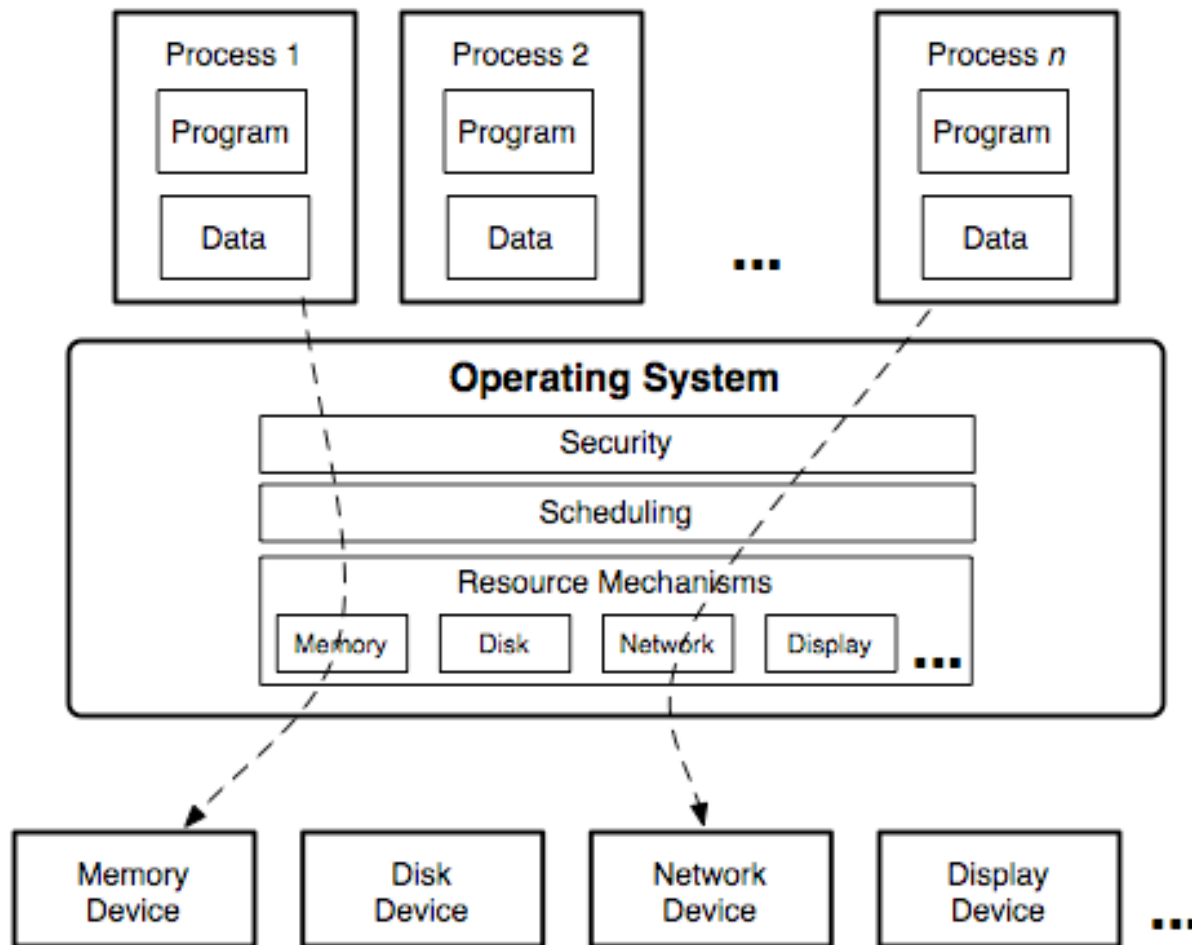 Process 1
Program
Data
Process 2
Program
Data
...
Process n
Program
Data
Operating System
Security
Scheduling
Resource Mechanisms
Memory
Disk
Network
Display
...
Memory
Device
Disk
Device
Network
Device
Display
Device
...